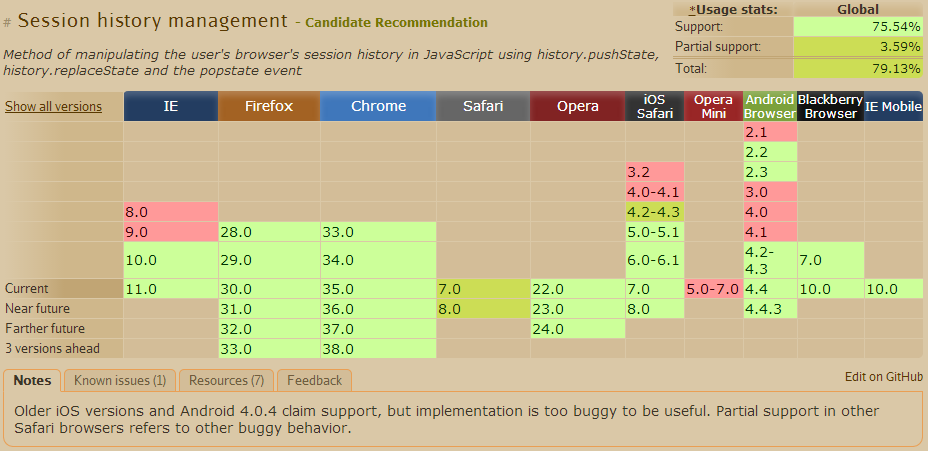 # Session history management - Candidate Recommendation
*Usage stats: Global
Support: 75.54%
Partial support: 3.59%
Total: 79.13%
Method of manipulating the user's browser's session history in JavaScript using history.pushState,
history.replaceState and the popstate event
Show all versions IE Firefox Chrome Safari Opera iOS Safari Opera Mini Android Browser Blackberry Browser IE Mobile
2.1
2.2
3.2 2.3
4.0-4.1 3.0
8.0 4.2-4.3 4.0
9.0 28.0 33.0 5.0-5.1 4.1
10.0 29.0 34.0 6.0-6.1 4.2-4.3 7.0
Current 11.0 30.0 35.0 7.0 22.0 7.0 5.0-7.0 4.4 10.0 10.0
Near future 31.0 36.0 8.0 23.0 8.0 4.4.3
Farther future 32.0 37.0 24.0
3 versions ahead 33.0 38.0
Notes Known issues (1) Resources (7) Feedback Edit on GitHub
Older iOS versions and Android 4.0.4 claim support, but implementation is too buggy to be useful. Partial support in other
Safari browsers refers to other buggy behavior.